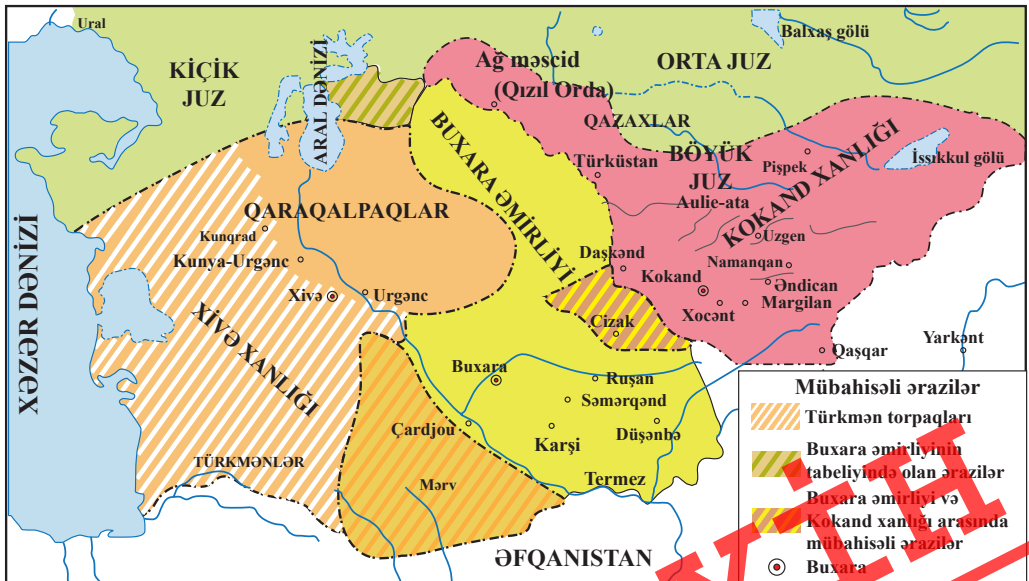 Ural
Balxaş gölü
KİÇİK
JUZ
ARAL DƏNİZİ
Ağ məscid
(Qızıl Orda)
ORTA JUZ
QAZAXLAR
BUXARA ƏMİRLİYİ
Türküstan
BÖYÜK
JUZ
Pişpek
İssıkkul gölü
Aulie-ata
KOKAND XANLIĞI
QARAQALPAQLAR
Kunqrad
Kunya-Urgənc
Uzgen
Daşkənd
Namanqan
Kokand
Əndican
Xivə
Urgənc
Xocənt
Margilan
XƏZƏR DƏNİZİ
XİVƏ XANLIĞI
Cizak
Qaşqar
Yarkənt
Buxara
Ruşan
Səmərqənd
Çardjou
Karşi
Düşənbə
TÜRKMƏNLƏR
Mərv
Termez
ƏFQANISTAN
Mübahisəli ərazilər
Türkmən torpaqları
Buxara əmirliyinin
tabeliyində olan ərazilər
Buxara əmirliyi və
Kokand xanlığı arasında
mübahisəli ərazilər
Buxara